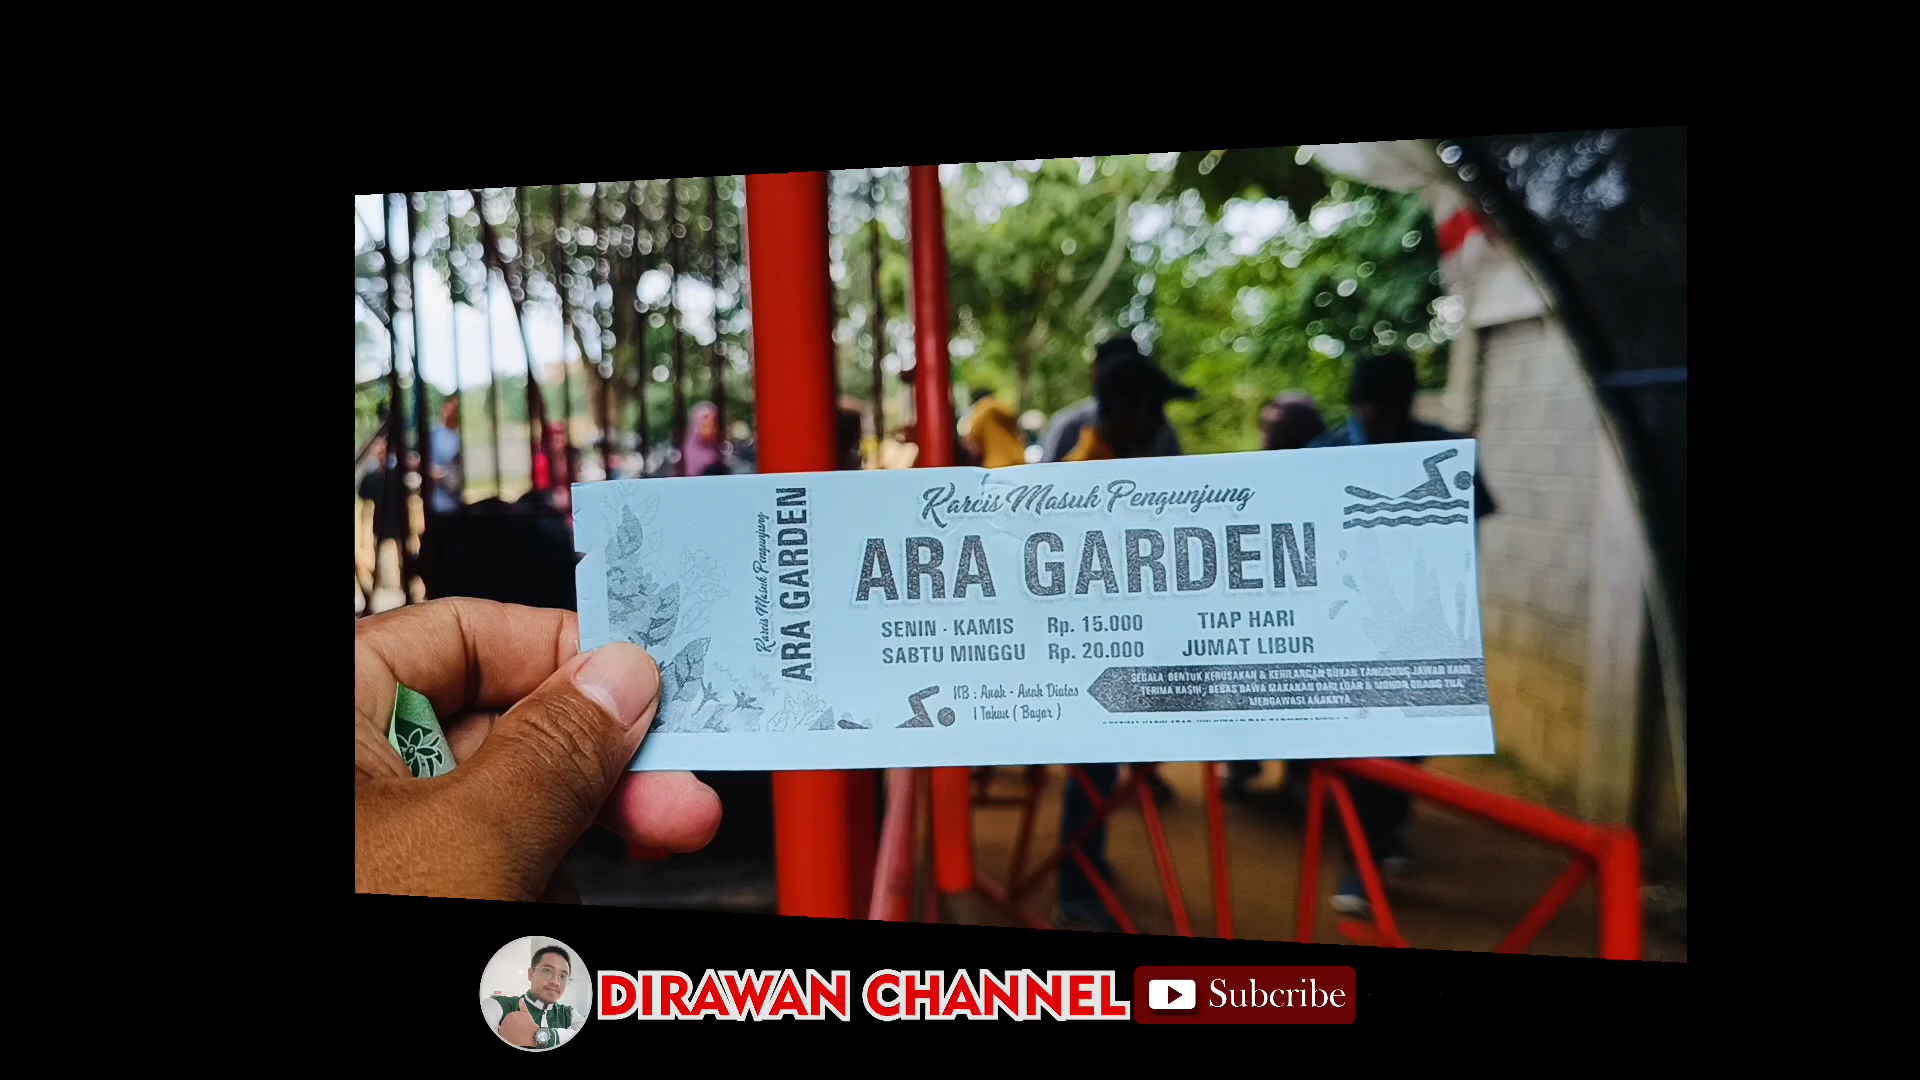 Karcis Masuk Pengunjung
ARA GARDEN
Karcis Masuk Pengunjung
ARA GARDEN
SENIN - KAMIS Rp. 15.000 TIAP HARI
SABTU MINGGU Rp. 20.000 JUMAT LIBUR
NB : Anak - Anak Diatas
1 Tahun ( Bayar )
SEGALA BENTUK KERUSAKAN & KEHILANGAN BUKAN TANGGUNG JAWAB KAMI
TERIMA KASIH, BEBAS BAWA MAKANAN DARI LUAR & MOHON ORANG TUA
MENGAWASI ANAKNYA
DIRAWAN CHANNEL
Subcribe